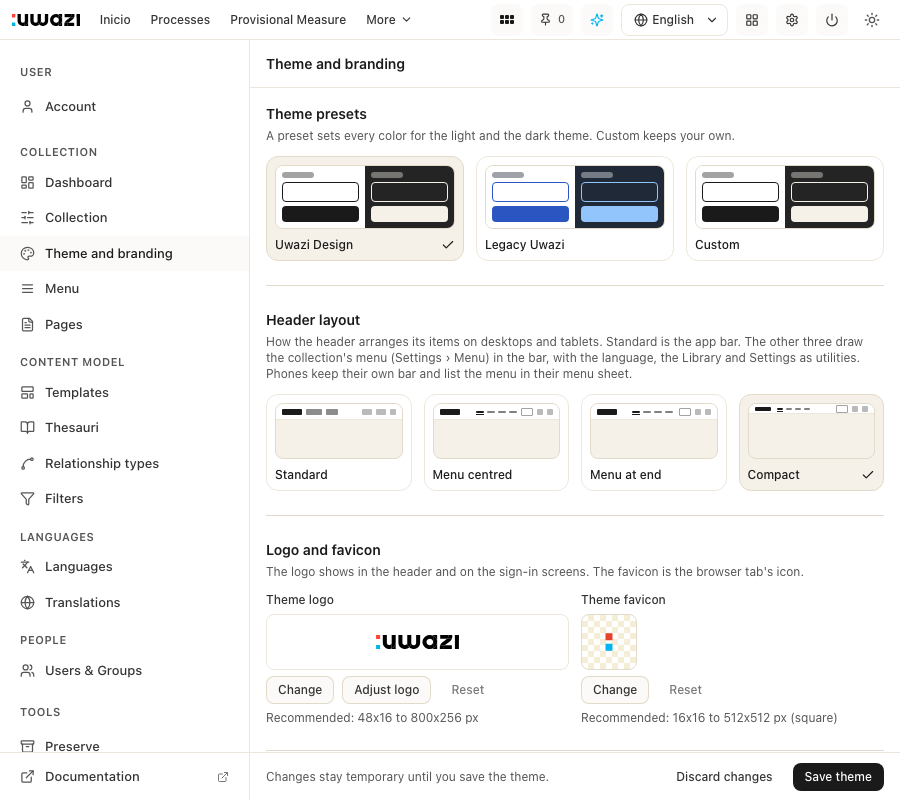 :uwazi
Inicio
Processes
Provisional Measure
More
0
English
USER
Account
COLLECTION
Dashboard
Collection
Theme and branding
Menu
Pages
CONTENT MODEL
Templates
Thesauri
Relationship types
Filters
LANGUAGES
Languages
Translations
PEOPLE
Users & Groups
TOOLS
Preserve
Documentation
Theme and branding
Theme presets
A preset sets every color for the light and the dark theme. Custom keeps your own.
Uwazi Design
Legacy Uwazi
Custom
Header layout
How the header arranges its items on desktops and tablets. Standard is the app bar. The other three draw
the collection's menu (Settings › Menu) in the bar, with the language, the Library and Settings as utilities.
Phones keep their own bar and list the menu in their menu sheet.
Standard
Menu centred
Menu at end
Compact
Logo and favicon
The logo shows in the header and on the sign-in screens. The favicon is the browser tab's icon.
Theme logo
:uwazi
Change
Adjust logo
Reset
Recommended: 48x16 to 800x256 px
Theme favicon
Change
Reset
Recommended: 16x16 to 512x512 px (square)
Changes stay temporary until you save the theme.
Discard changes
Save theme